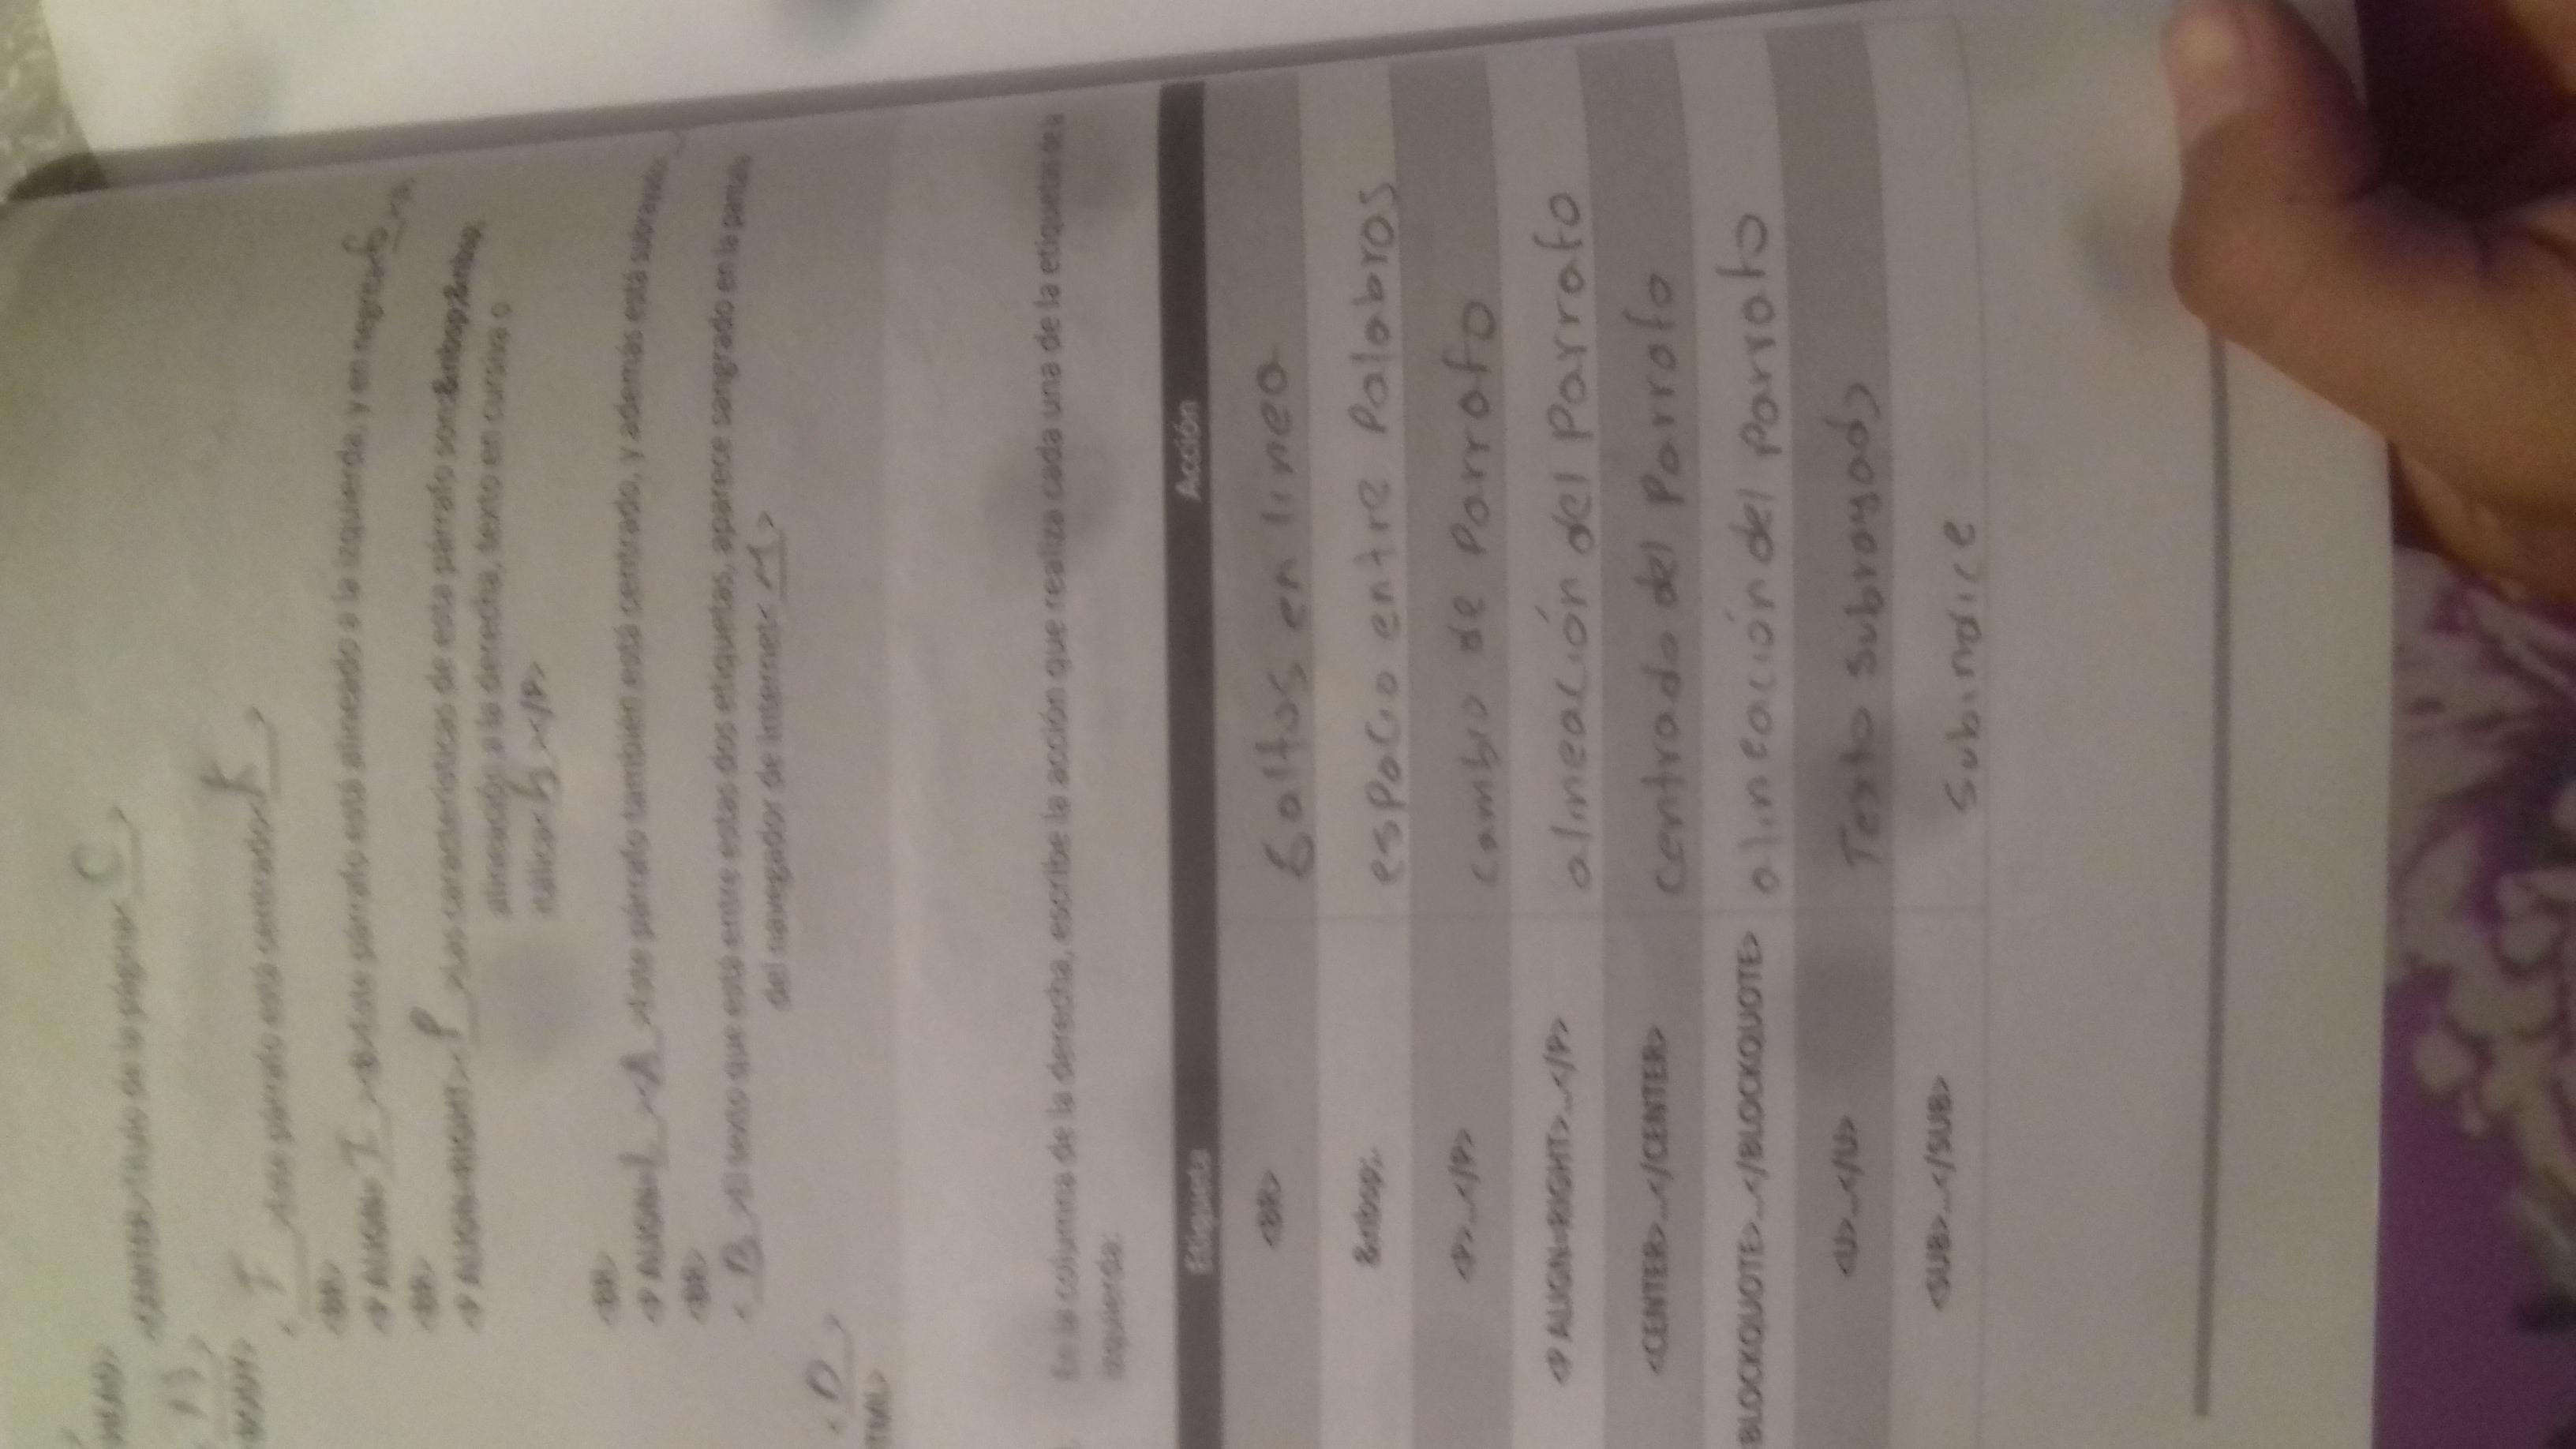 HEAD>
<CENTER>Título de la página< C >
BODY>
>Este párrafo está centrado< K >
<BR>
<P ALIGN= I ><B>Este párrafo está alineado a la izquierda, y en negrita
<BR>
<P ALIGN=RIGHT>< P >Las características de este párrafo son:&nbsp;&nbsp;
alineación a la derecha, texto en cursiva o
itálica< ></P>
<BR>
<P ALIGN= L >< A >Este párrafo también está centrado, y además está subrayado
<BR>
< B >El texto que está entre estas dos etiquetas, aparece sangrado en la pantalla
del navegador de internet< M >
< D >
TML>
En la columna de la derecha, escribe la acción que realiza cada una de la etiquetas de la
izquierda:
Etiqueta Acción
<BR> Saltos en linea
&nbsp;. espacio entre Palabras
<P>...</P> cambio de Parrafo
<P ALIGN=RIGHT>...</P> alineación del Parrafo
<CENTER>...</CENTER> centrado del Parrafo
BLOCKQUOTE>...</BLOCKQUOTE> alineación del Parrafo
<U>...</U> Texto subrayado
<SUB>...</SUB> Subindice